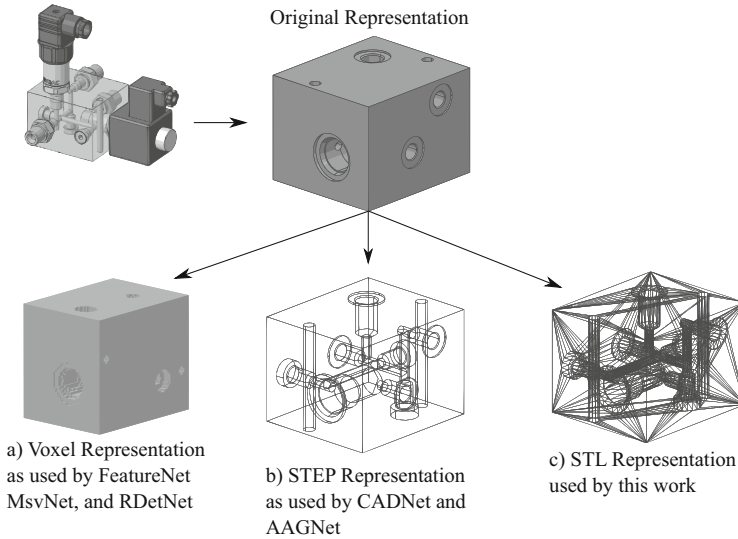 Original Representation
a) Voxel Representation
as used by FeatureNet
MsvNet, and RDetNet
b) STEP Representation
as used by CADNet and
AAGNet
c) STL Representation
used by this work